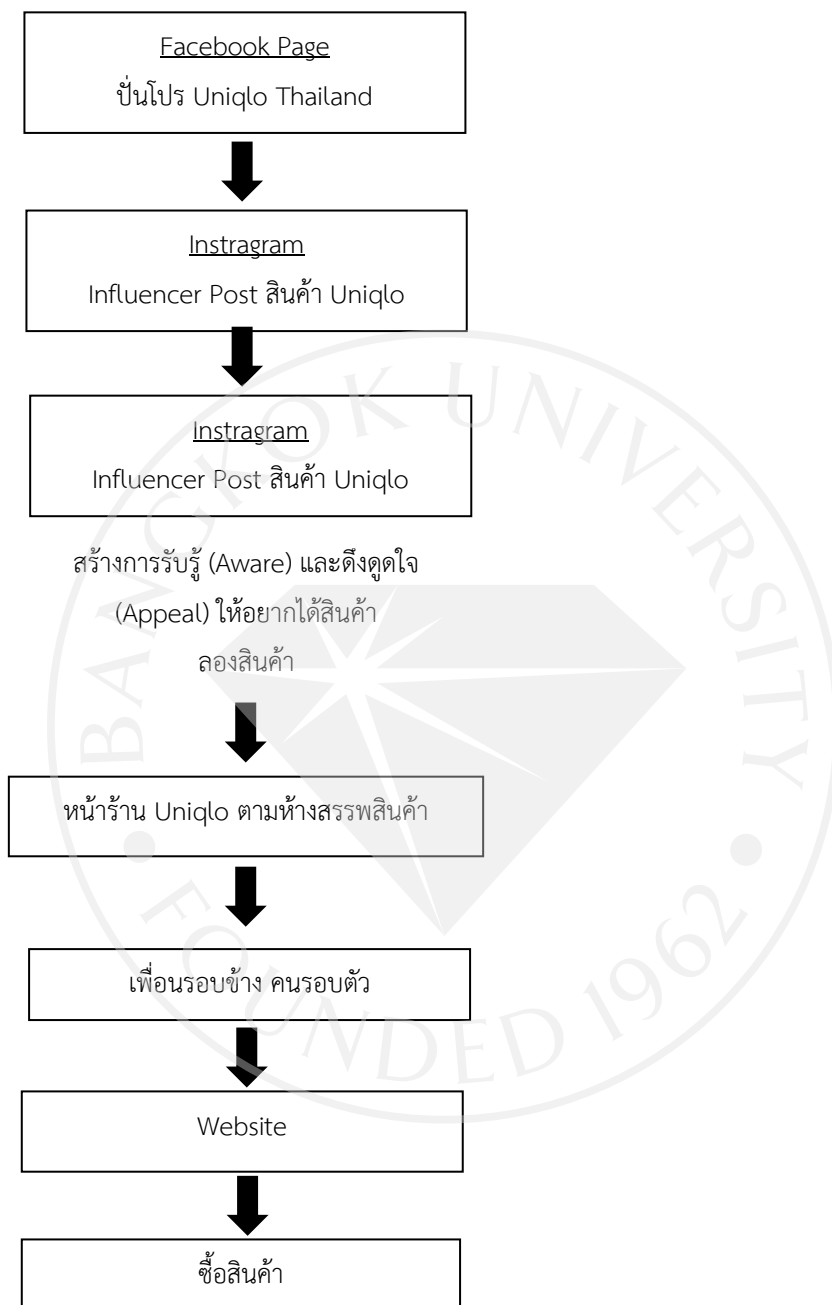 Facebook Page
ปั่นโปร Uniqlo Thailand
Instragram
Influencer Post สินค้า Uniqlo
Instragram
Influencer Post สินค้า Uniqlo
สร้างการรับรู้ (Aware) และดึงดูดใจ
(Appeal) ให้อยากได้สินค้า
ลองสินค้า
หน้าร้าน Uniqlo ตามห้างสรรพสินค้า
เพื่อนรอบข้าง คนรอบตัว
Website
ซื้อสินค้า
BANGKOK UNIVERSITY
FOUNDED 1962